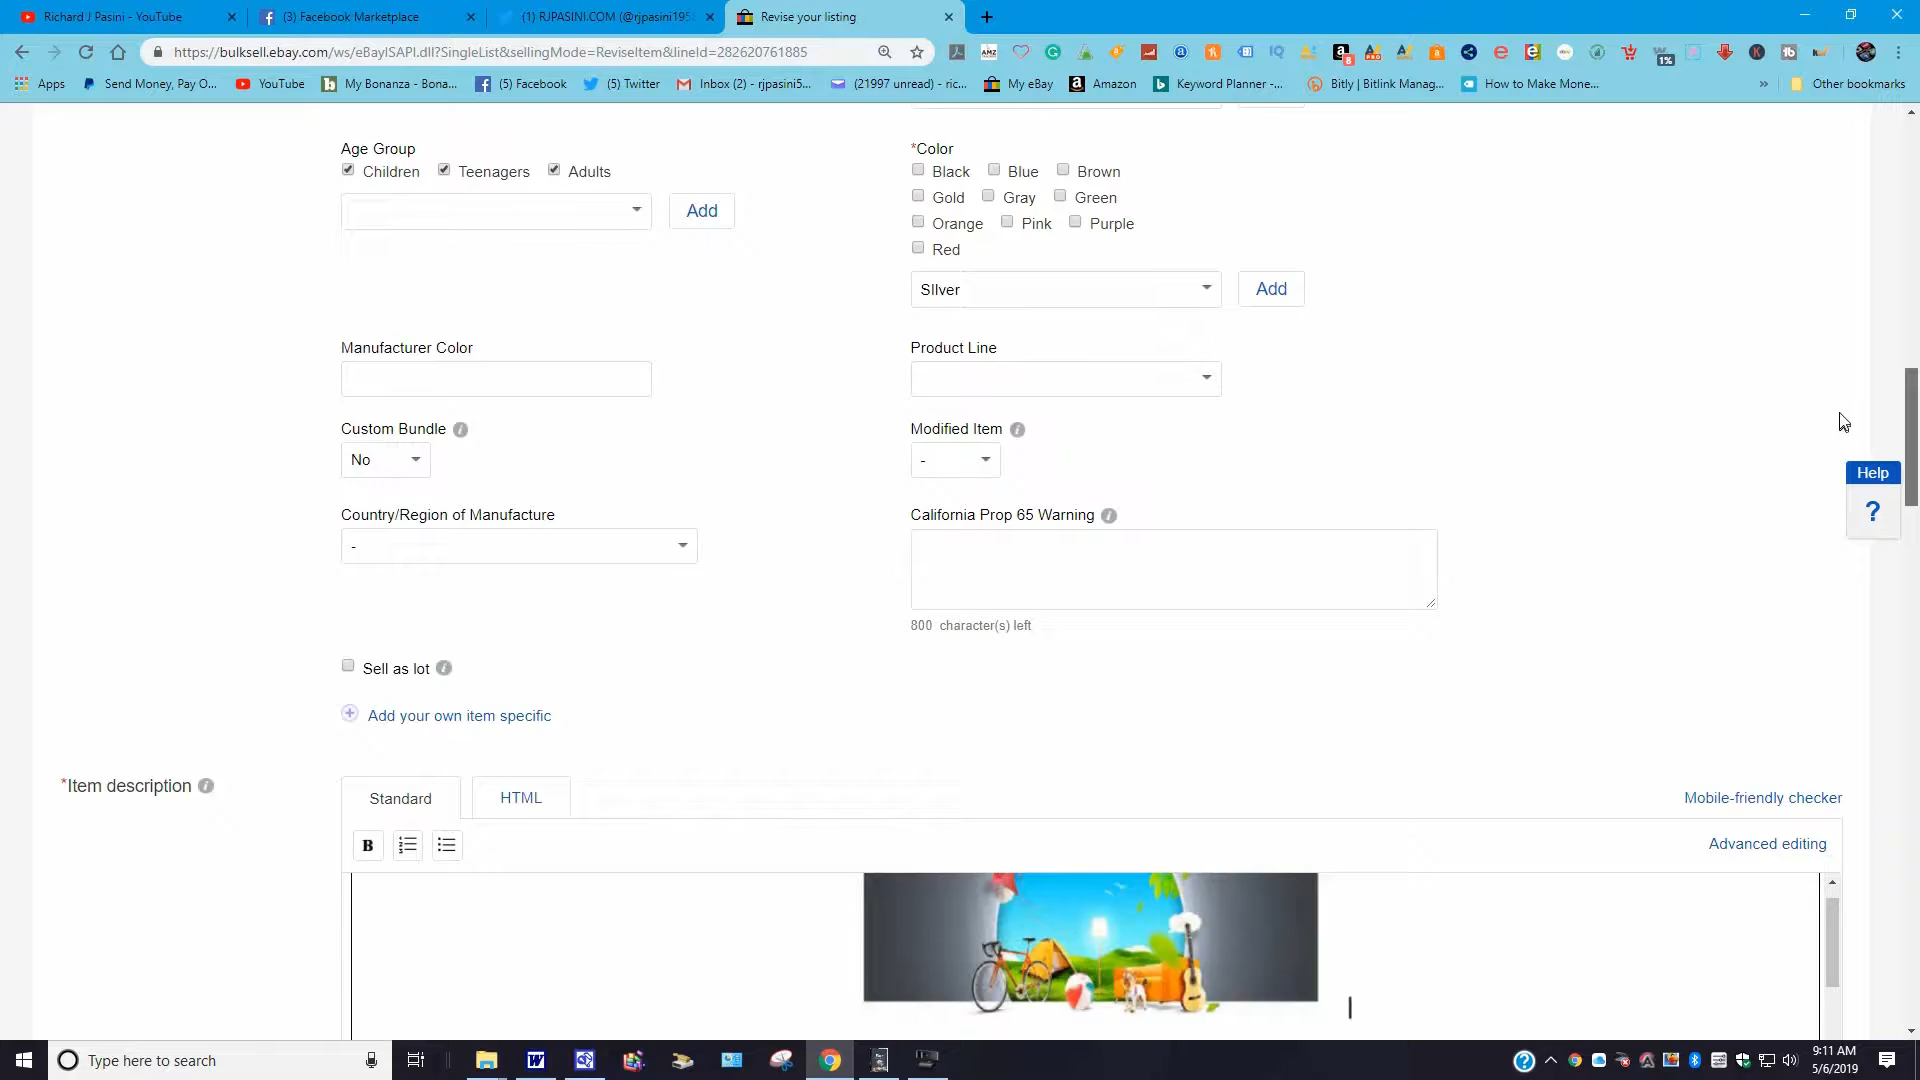 Richard J Pasini - YouTube
(3) Facebook Marketplace
(1) RJPASINI.COM (@rjpasini195
Revise your listing
https://bulksell.ebay.com/ws/eBayISAPI.dll?SingleList&sellingMode=ReviseItem&lineId=282620761885
Apps
Send Money, Pay O...
YouTube
My Bonanza - Bona...
(5) Facebook
(5) Twitter
Inbox (2) - rjpasini5...
(21997 unread) - ric...
My eBay
Amazon
Keyword Planner -...
Bitly | Bitlink Manag...
How to Make Mone...
»
Other bookmarks
Age Group
Children Teenagers Adults
Add
*Color
Black Blue Brown
Gold Gray Green
Orange Pink Purple
Red
SIlver
Add
Manufacturer Color
Product Line
Custom Bundle
No
Modified Item
-
Country/Region of Manufacture
-
California Prop 65 Warning
800 character(s) left
Help
?
Sell as lot
Add your own item specific
*Item description
Standard
HTML
Mobile-friendly checker
B
Advanced editing
Type here to search
9:11 AM
5/6/2019